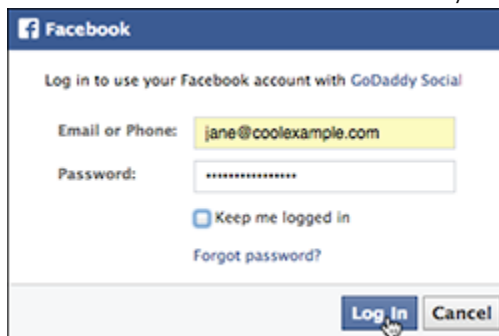 Facebook
Log in to use your Facebook account with GoDaddy Social
Email or Phone: jane@coolexample.com
Password: ••••••••••••••••
Keep me logged in
Forgot password?
Log In Cancel